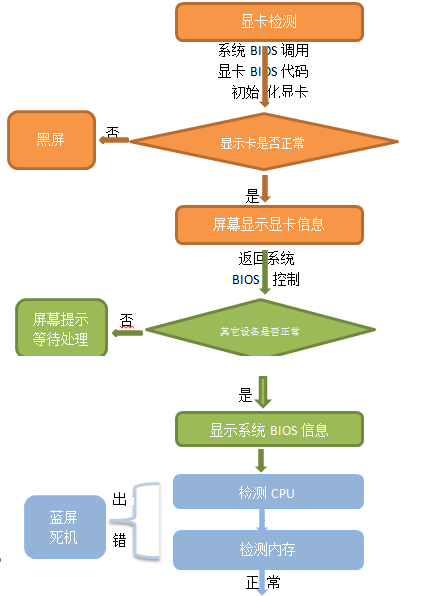 显卡检测
系统 BIOS 调用
显卡 BIOS 代码
初始化显卡
黑屏
否
显示卡是否正常
是
屏幕显示显卡信息
返回系统
BIOS 控制
屏幕提示
等待处理
否
其它设备是否正常
是
显示系统 BIOS 信息
检测 CPU
出
蓝屏
死机
错
检测内存
正常